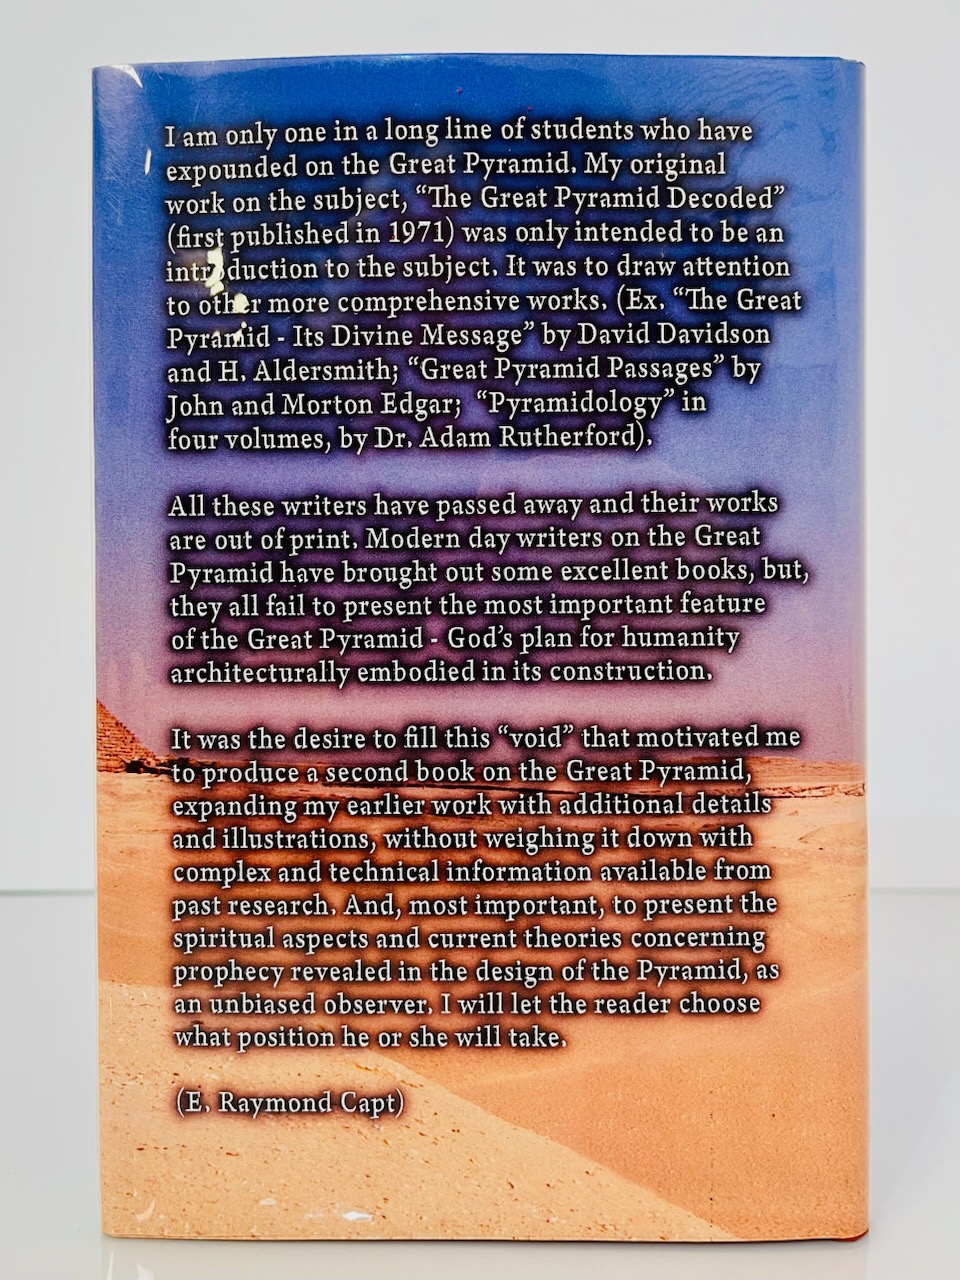 I am only one in a long line of students who have
expounded on the Great Pyramid. My original
work on the subject, “The Great Pyramid Decoded”
(first published in 1971) was only intended to be an
introduction to the subject. It was to draw attention
to other more comprehensive works. (Ex. “The Great
Pyramid - Its Divine Message” by David Davidson
and H. Aldersmith; “Great Pyramid Passages” by
John and Morton Edgar; “Pyramidology” in
four volumes, by Dr. Adam Rutherford).
All these writers have passed away and their works
are out of print. Modern day writers on the Great
Pyramid have brought out some excellent books, but,
they all fail to present the most important feature
of the Great Pyramid - God’s plan for humanity
architecturally embodied in its construction.
It was the desire to fill this “void” that motivated me
to produce a second book on the Great Pyramid,
expanding my earlier work with additional details
and illustrations, without weighing it down with
complex and technical information available from
past research. And, most important, to present the
spiritual aspects and current theories concerning
prophecy revealed in the design of the Pyramid, as
an unbiased observer. I will let the reader choose
what position he or she will take.
(E. Raymond Capt)